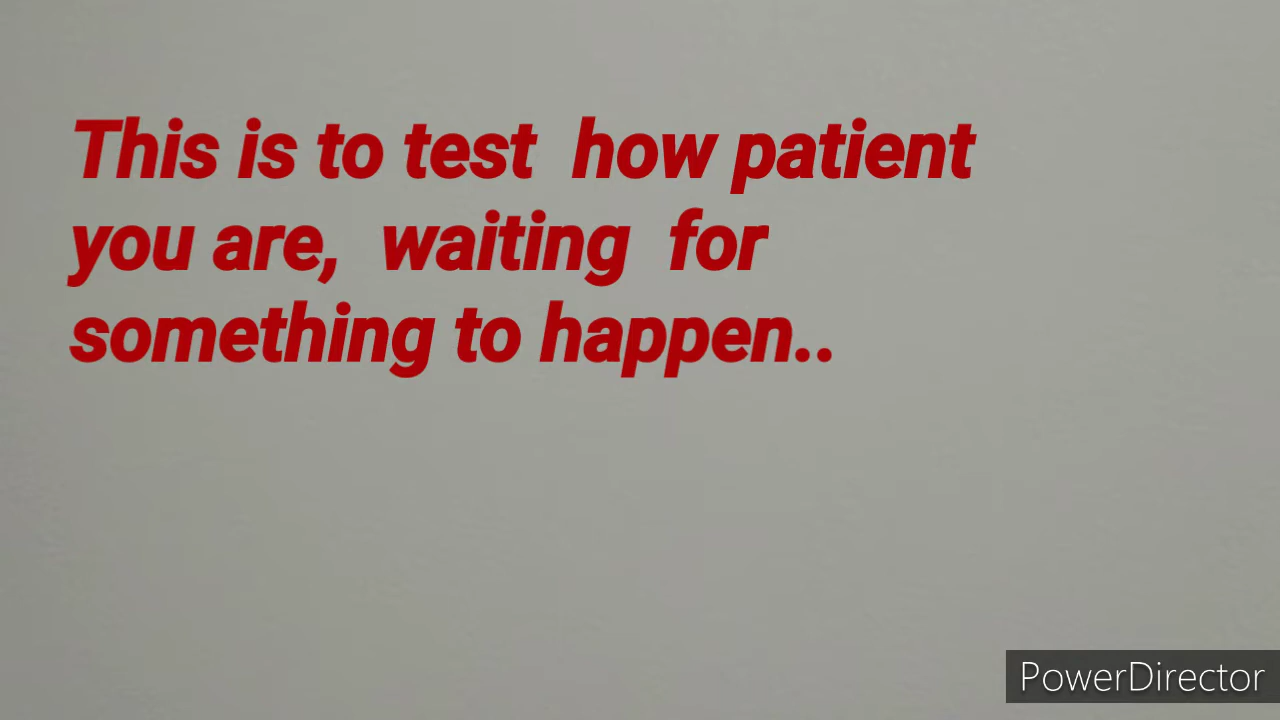 This is to test  how patient
you are,  waiting  for
something to happen..
PowerDirector